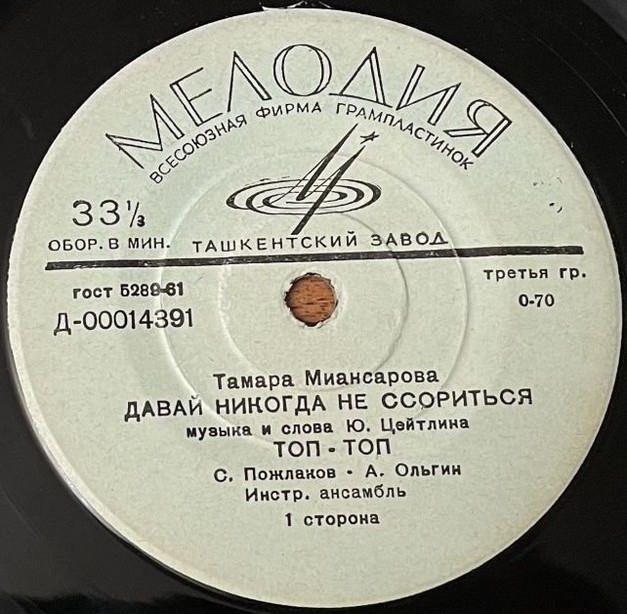 МЕЛОДИЯ
ВСЕСОЮЗНАЯ ФИРМА ГРАМПЛАСТИНОК
33⅓
ОБОР. В МИН. ТАШКЕНТСКИЙ ЗАВОД
третья гр.
гост 5289-61
0-70
Д-00014391
Тамара Миансарова
ДАВАЙ НИКОГДА НЕ ССОРИТЬСЯ
музыка и слова Ю. Цейтлина
ТОП - ТОП
С. Пожлаков - А. Ольгин
Инстр. ансамбль
1 сторона